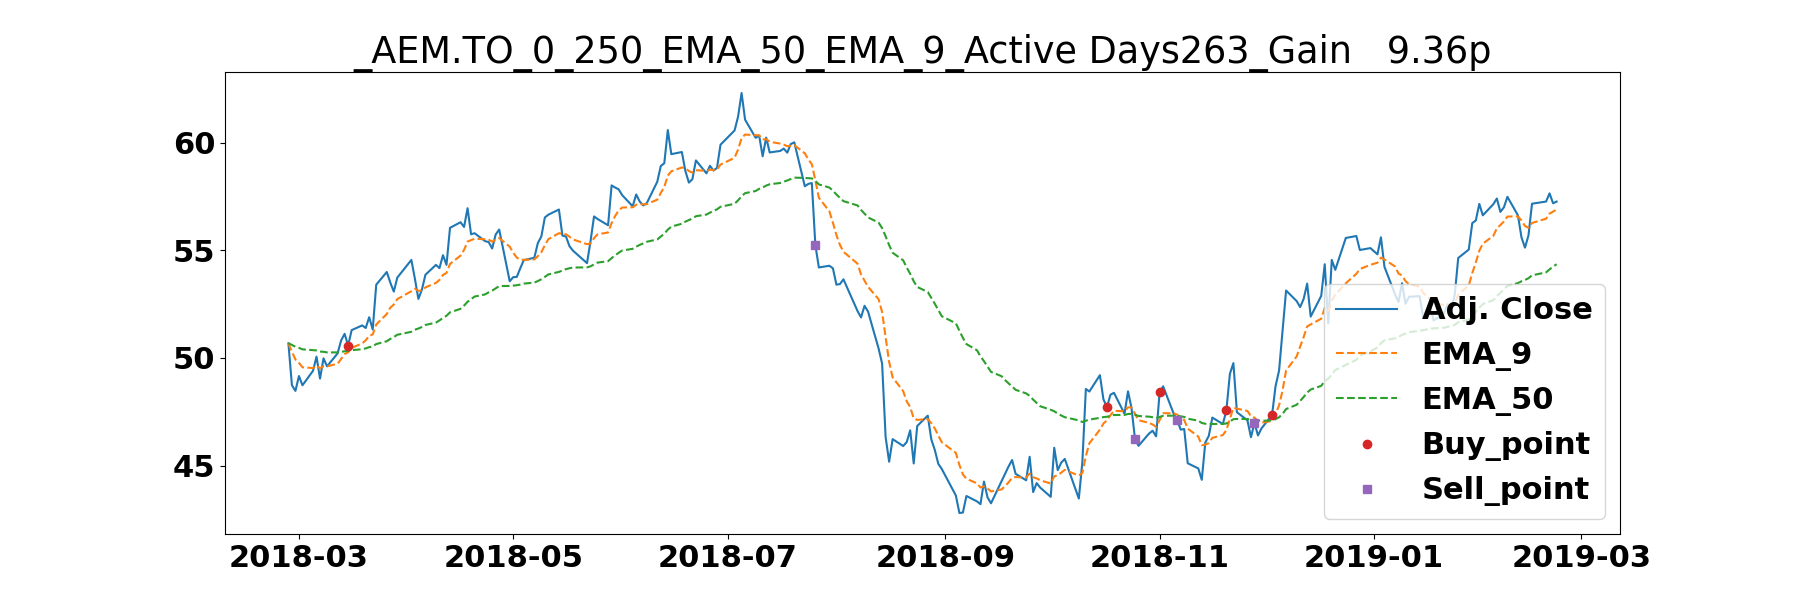 _AEM.TO_0_250_EMA_50_EMA_9_Active Days263_Gain   9.36p
60
55
50
45
Adj. Close
EMA_9
EMA_50
Buy_point
Sell_point
2018-03 2018-05 2018-07 2018-09 2018-11 2019-01 2019-03